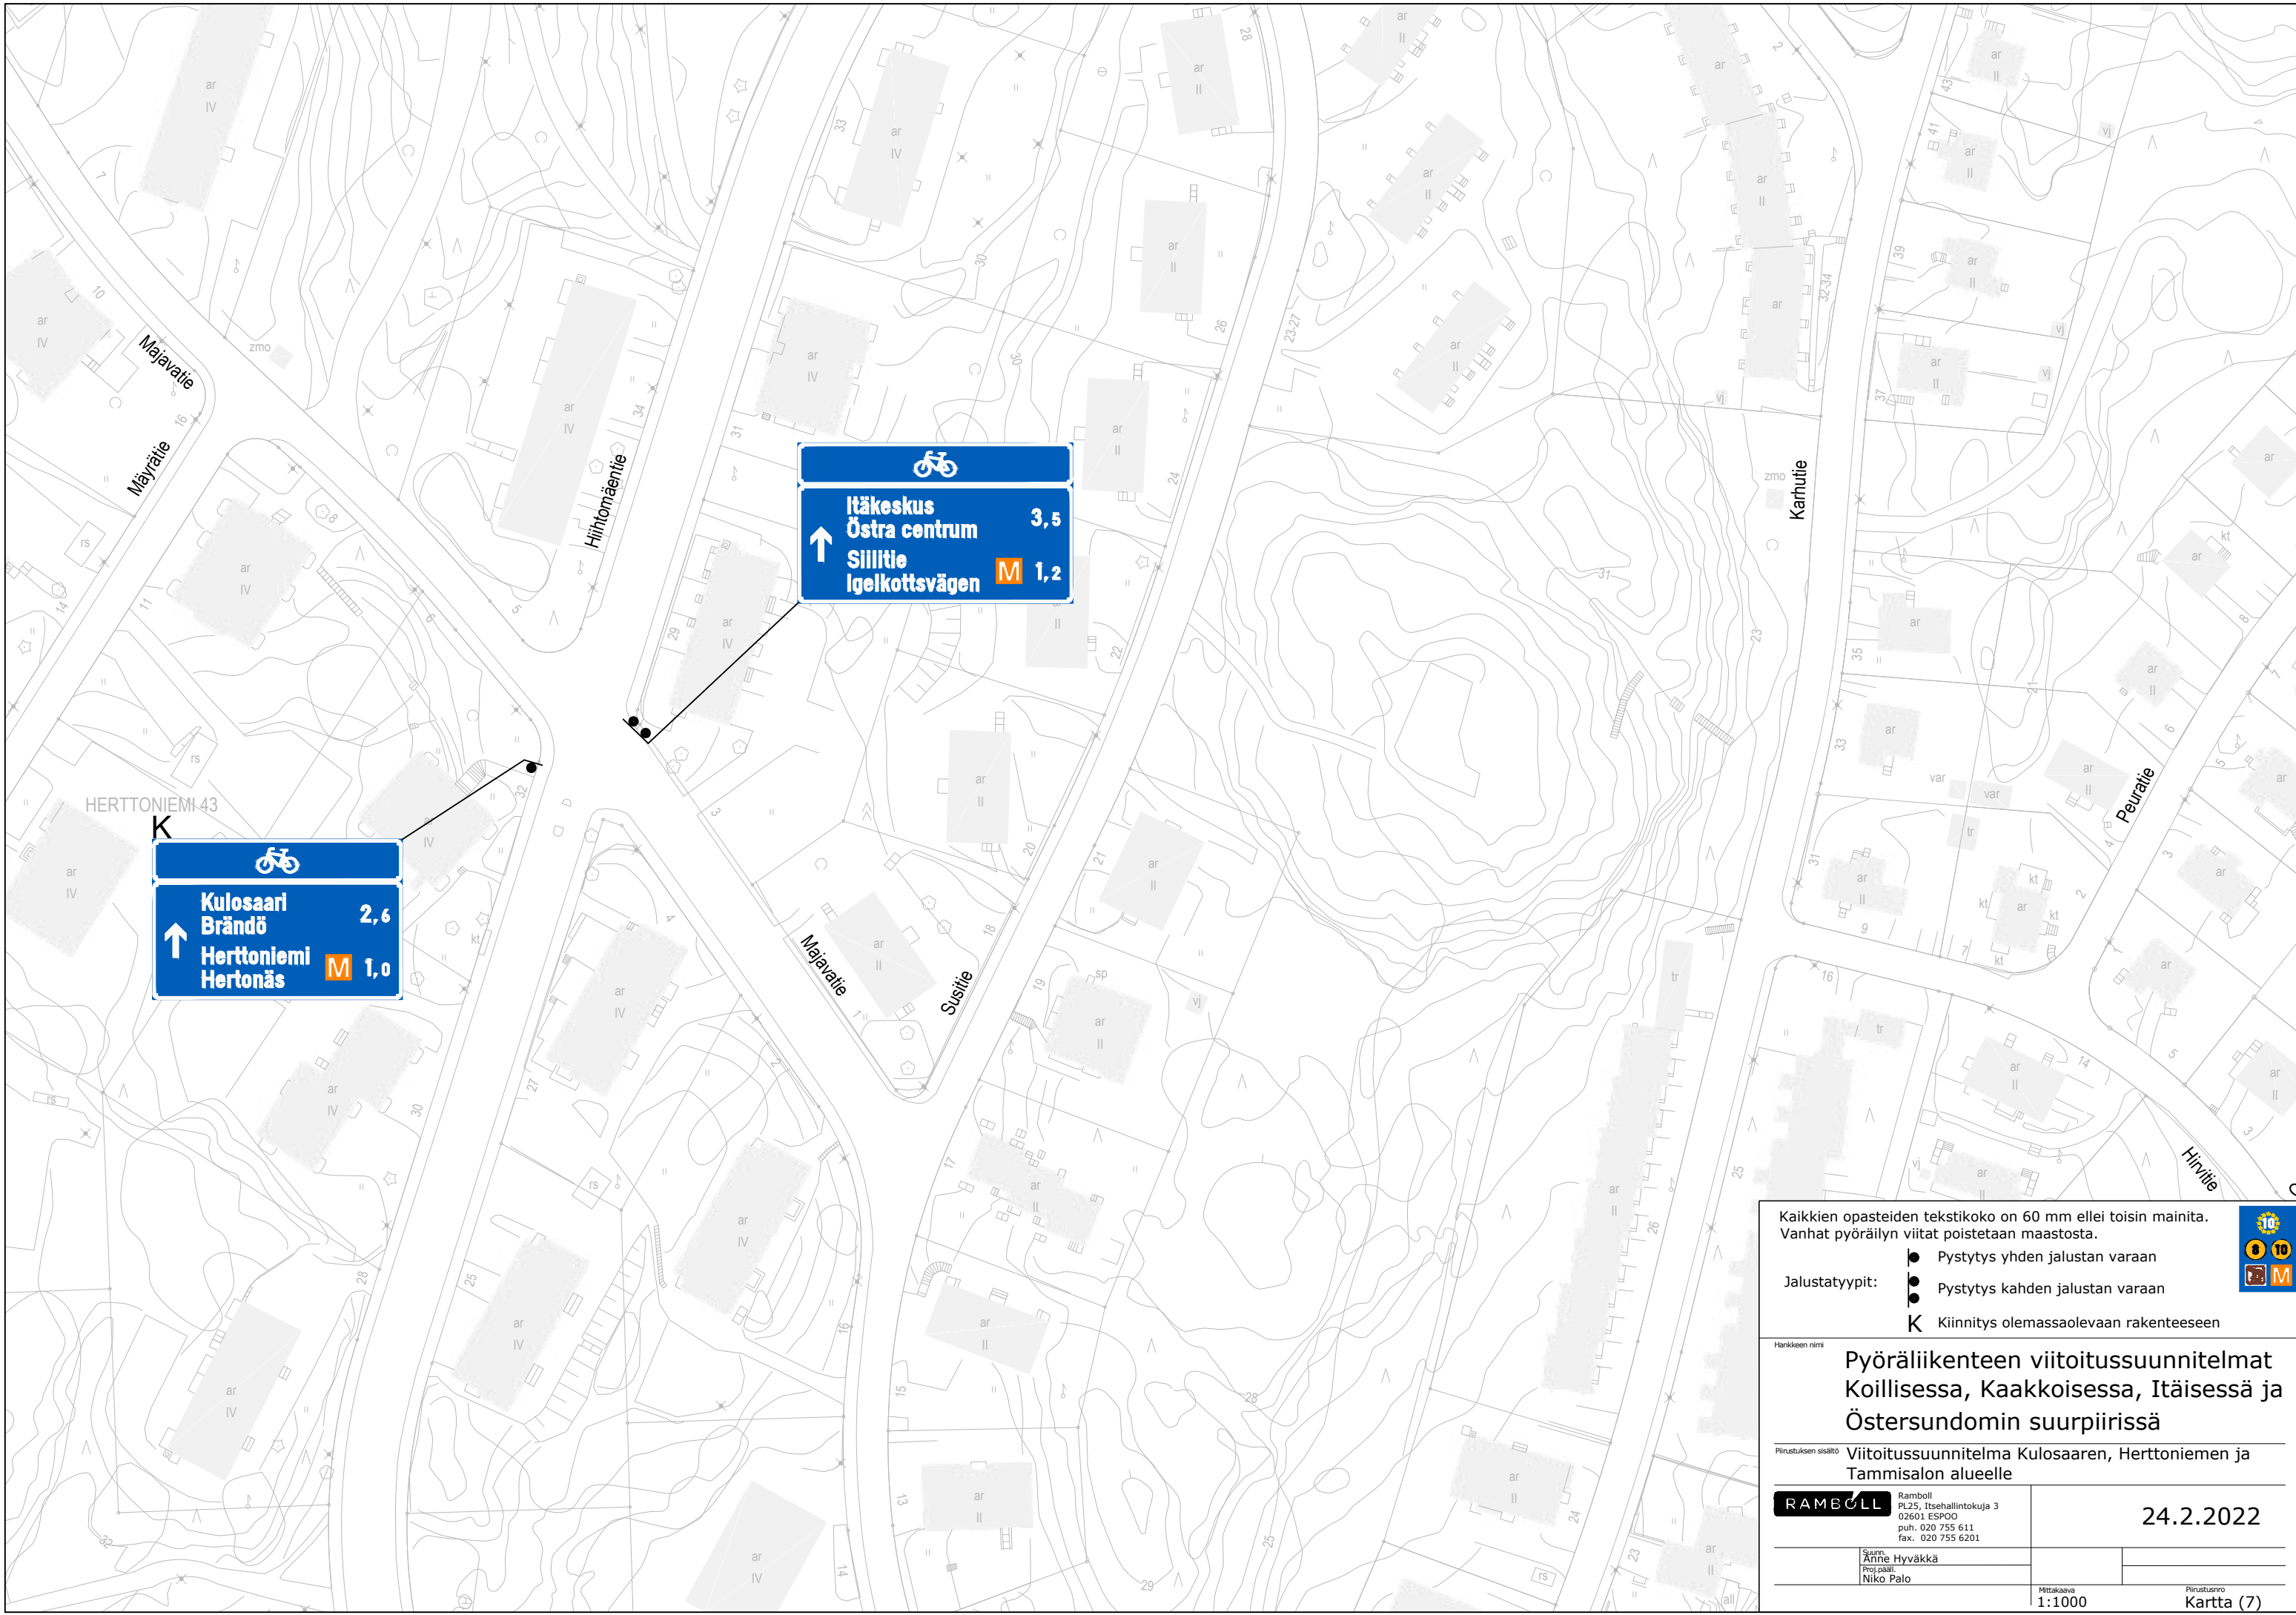 Majavatie
Mäyrätie
Hiihtomäentie
Karhutie
Peuratie
Hirvitie
Majavatie
Susitie
HERTTONIEMI 43
K
Itäkeskus
Östra centrum 3,5
Siilitie
Igelkottsvägen M 1,2
Kulosaari
Brändö 2,6
Herttoniemi
Hertonäs M 1,0
Kaikkien opasteiden tekstikoko on 60 mm ellei toisin mainita.
Vanhat pyöräilyn viitat poistetaan maastosta.
Jalustatyypit:
Pystytys yhden jalustan varaan
Pystytys kahden jalustan varaan
K Kiinnitys olemassaolevaan rakenteeseen
10
8 10
M
Hankkeen nimi
Pyöräliikenteen viitoitussuunnitelmat
Koillisessa, Kaakkoisessa, Itäisessä ja
Östersundomin suurpiirissä
Piirustuksen sisältö
Viitoitussuunnitelma Kulosaaren, Herttoniemen ja
Tammisalon alueelle
RAMBOLL
Ramboll
PL25, Itsehallintokuja 3
02601 ESPOO
puh. 020 755 611
fax. 020 755 6201
24.2.2022
Suunn.
Anne Hyväkkä
Proj.pääll.
Niko Palo
Mittakaava
1:1000
Piirustusnro
Kartta (7)